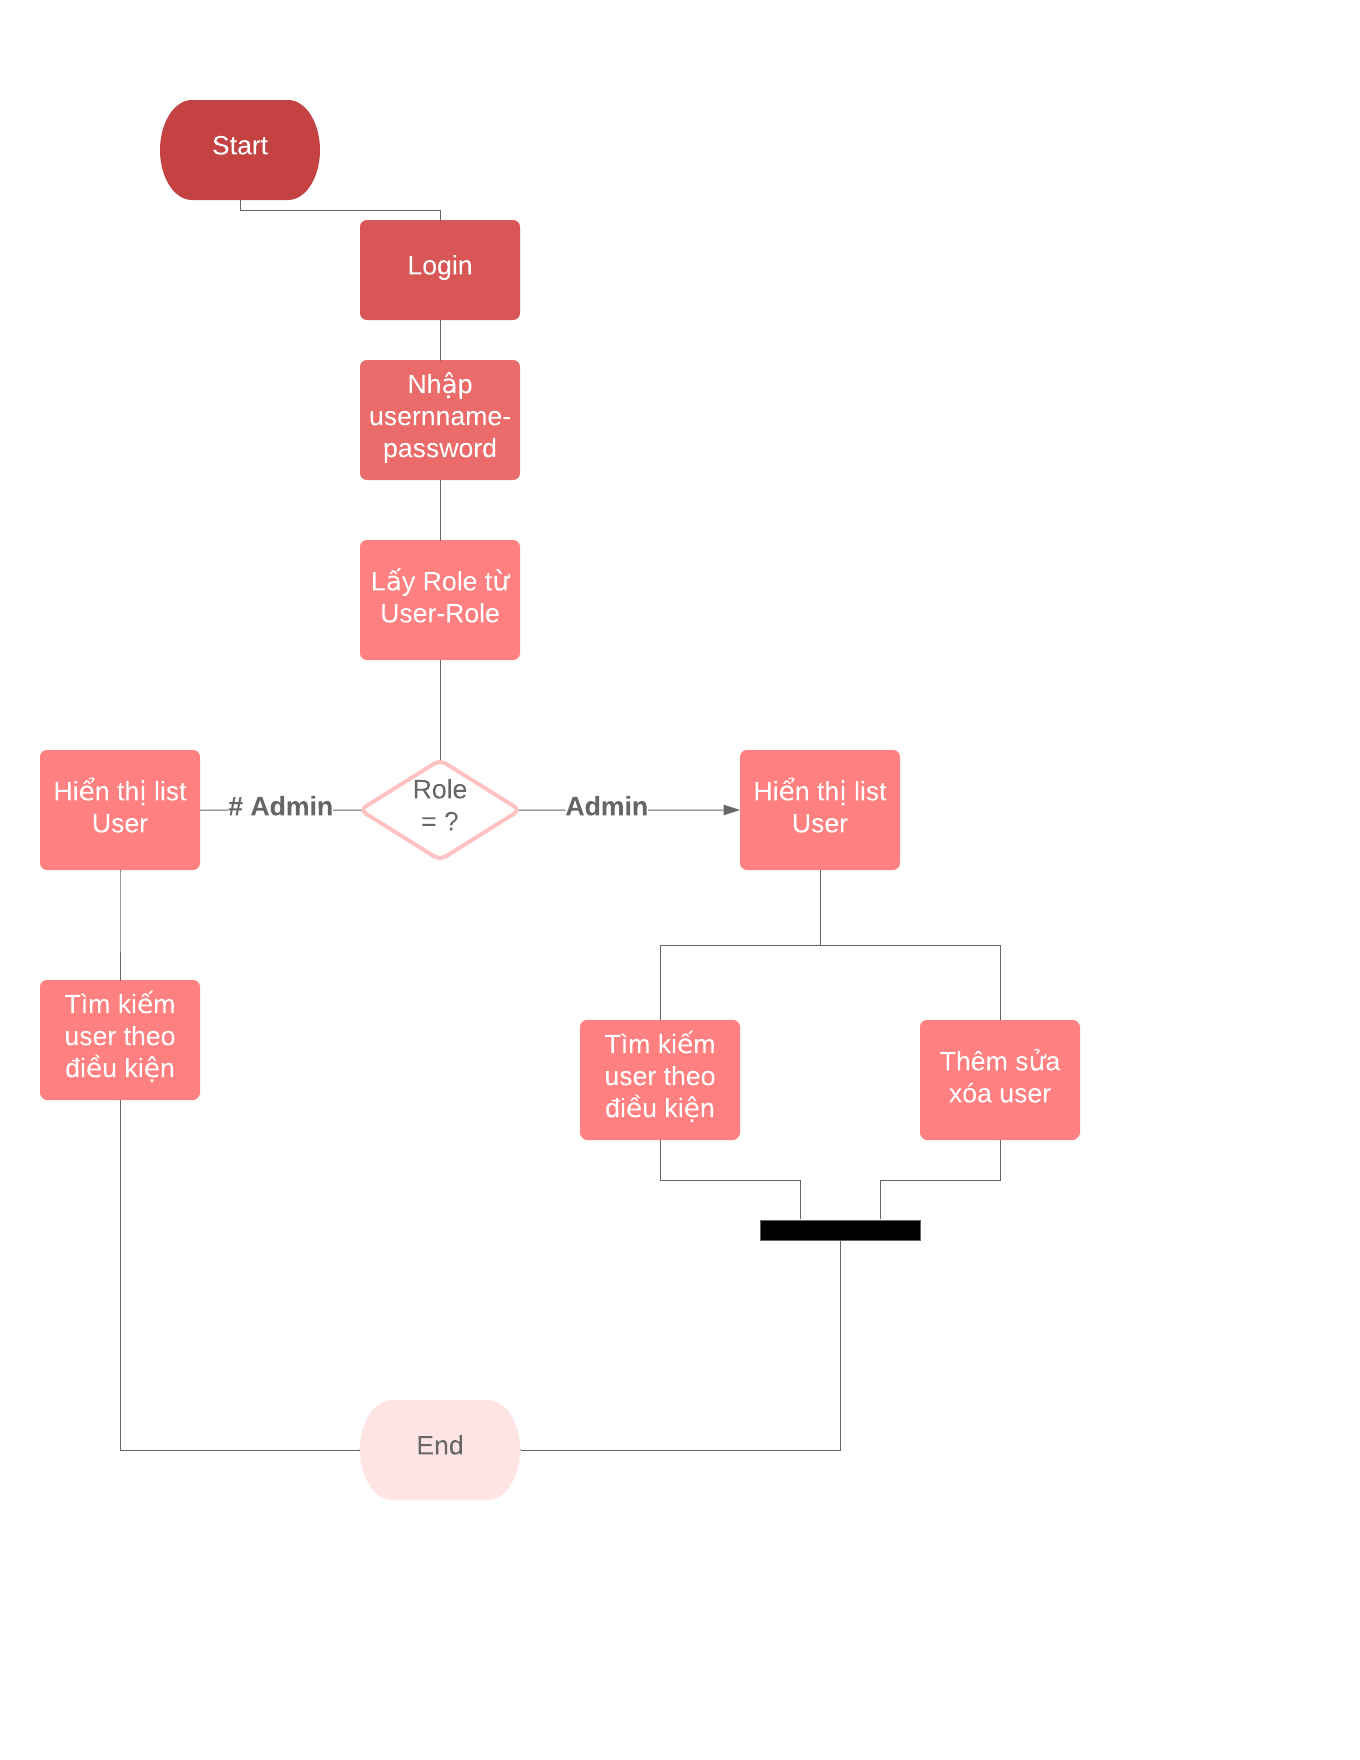 Start
Login
Nhập
usernname-
password
Lấy Role từ
User-Role
Hiển thị list
User
# Admin
Role
= ?
Admin
Hiển thị list
User
Tìm kiếm
user theo
điều kiện
Tìm kiếm
user theo
điều kiện
Thêm sửa
xóa user
End